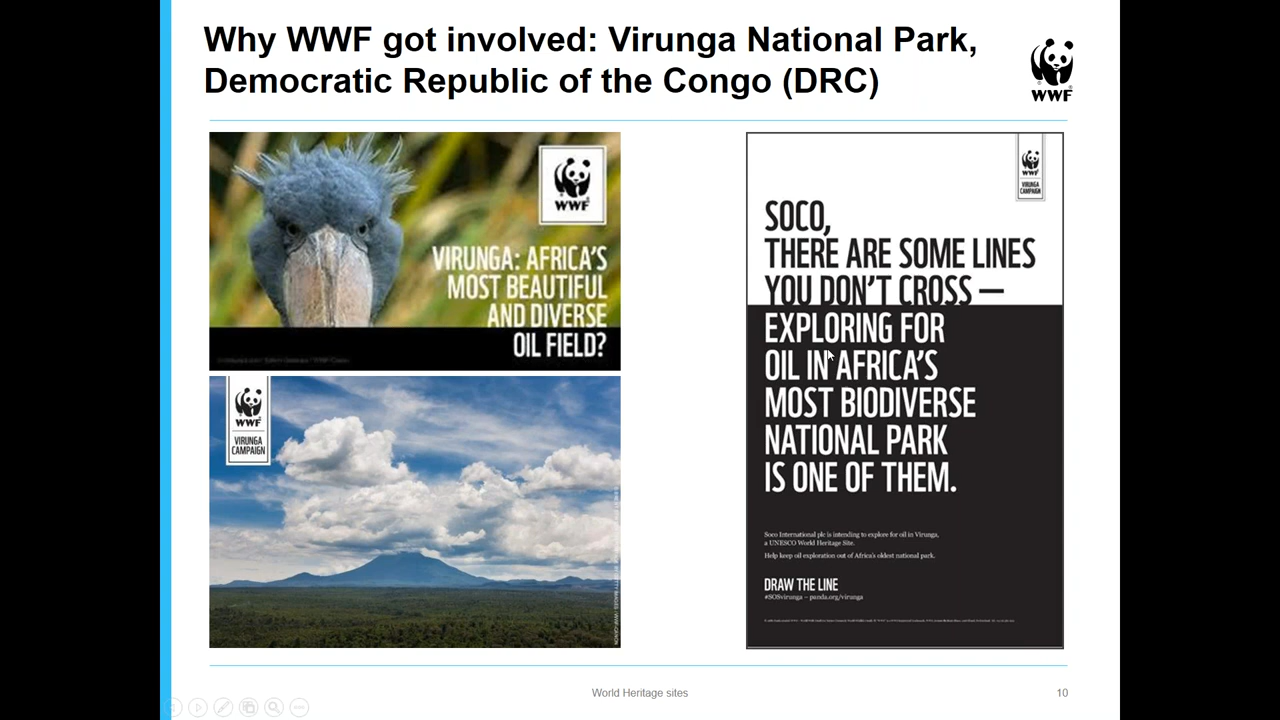 Why WWF got involved: Virunga National Park,
Democratic Republic of the Congo (DRC)
WWF
WWF
VIRUNGA: AFRICA'S
MOST BEAUTIFUL
AND DIVERSE
OIL FIELD?
WWF
VIRUNGA
CAMPAIGN
WWF
VIRUNGA
CAMPAIGN
SOCO,
THERE ARE SOME LINES
YOU DON'T CROSS —
EXPLORING FOR
OIL IN AFRICA'S
MOST BIODIVERSE
NATIONAL PARK
IS ONE OF THEM.
Soco International plc is intending to explore for oil in Virunga,
a UNESCO World Heritage Site.
Help keep oil exploration out of Africa's oldest national park.
DRAW THE LINE
#SOSvirunga – panda.org/virunga
World Heritage sites
10